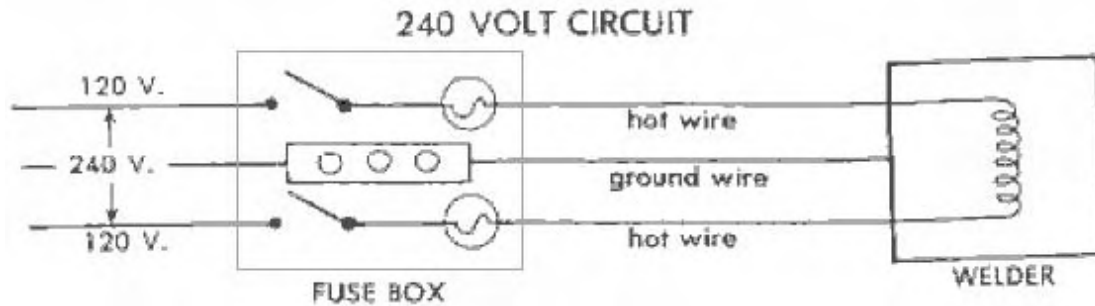 240 VOLT CIRCUIT
120 V.
hot wire
240 V.
ground wire
120 V.
hot wire
FUSE BOX
WELDER